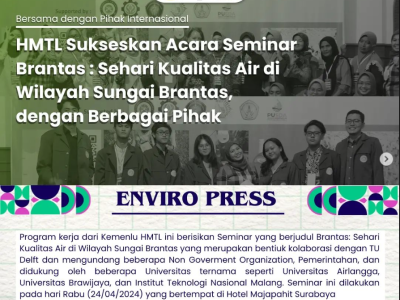 Bersama dengan Pihak Internasional
HMTL Sukseskan Acara Seminar
Brantas : Sehari Kualitas Air di
Wilayah Sungai Brantas,
dengan Berbagai Pihak
ENVIRO PRESS
Program kerja dari Kemenlu HMTL ini berisikan Seminar yang berjudul Brantas: Sehari
Kualitas Air di Wilayah Sungai Brantas yang merupakan bentiuk kolaborasi dengan TU
Delft dan mengundang beberapa Non Goverment Organization, Pemerintahan, dan
didukung oleh beberapa Universitas ternama seperti Universitas Airlangga,
Universitas Brawijaya, dan Institut Teknologi Nasional Malang. Seminar ini dilakukan
pada hari Rabu (24/04/2024) yang bertempat di Hotel Majapahit Surabaya